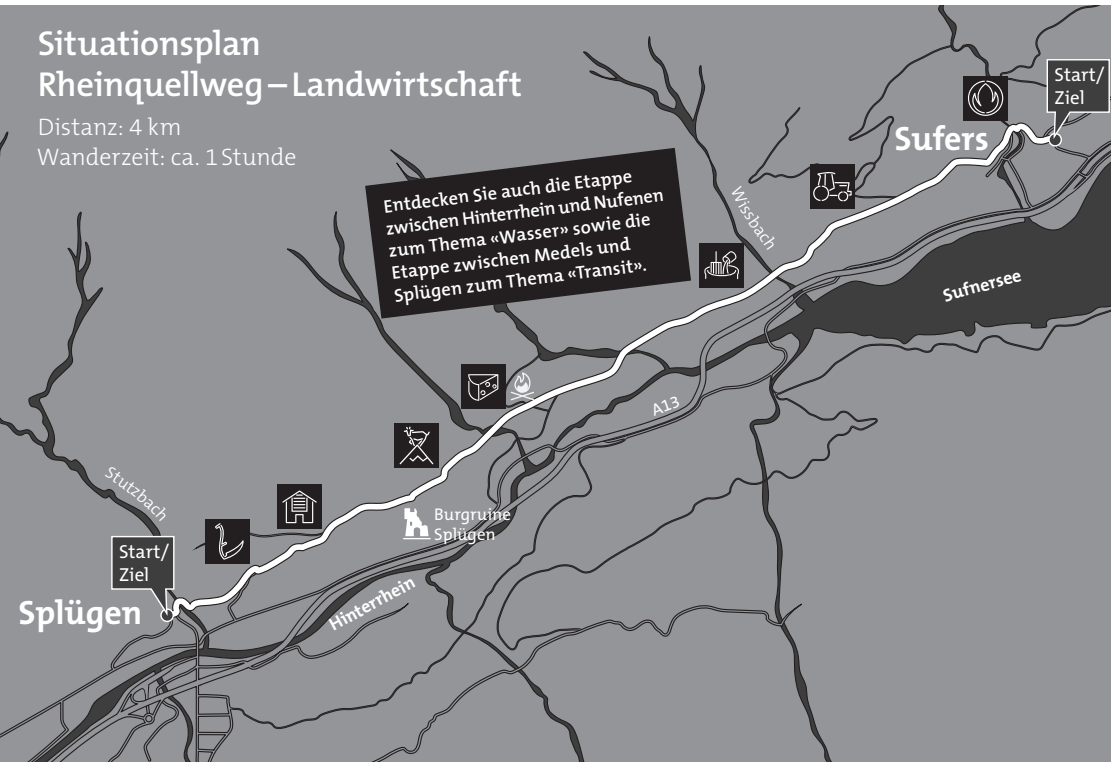 Situationsplan
Rheinquellweg – Landwirtschaft
Distanz: 4 km
Wanderzeit: ca. 1 Stunde
Start/
Ziel
Sufers
Entdecken Sie auch die Etappe
zwischen Hinterrhein und Nufenen
zum Thema «Wasser» sowie die
Etappe zwischen Medels und
Splügen zum Thema «Transit».
Wissbach
Sufnersee
A13
Stutzbach
Burgruine
Splügen
Start/
Ziel
Splügen
Hinterrhein